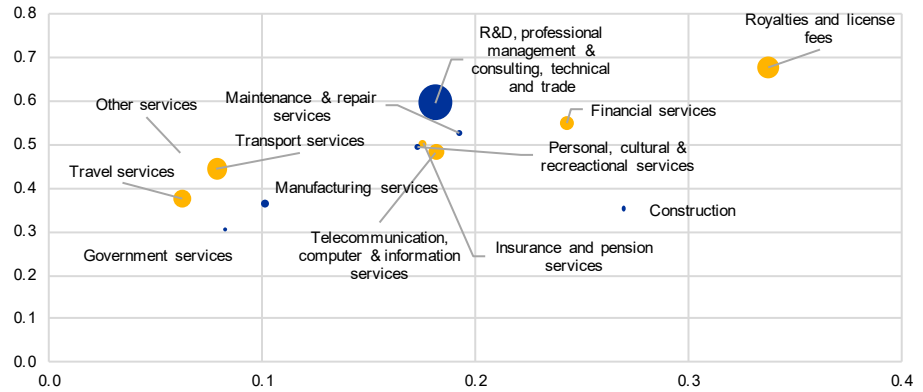 0.8
0.7
0.6
0.5
0.4
0.3
0.2
0.1
0.0
0.0
0.1
0.2
0.3
0.4
Royalties and license
fees
R&D, professional
management &
consulting, technical
and trade
Maintenance & repair
services
Other services
Financial services
Transport services
Personal, cultural &
recreactional services
Travel services
Manufacturing services
Construction
Telecommunication,
computer & information
services
Insurance and pension
services
Government services